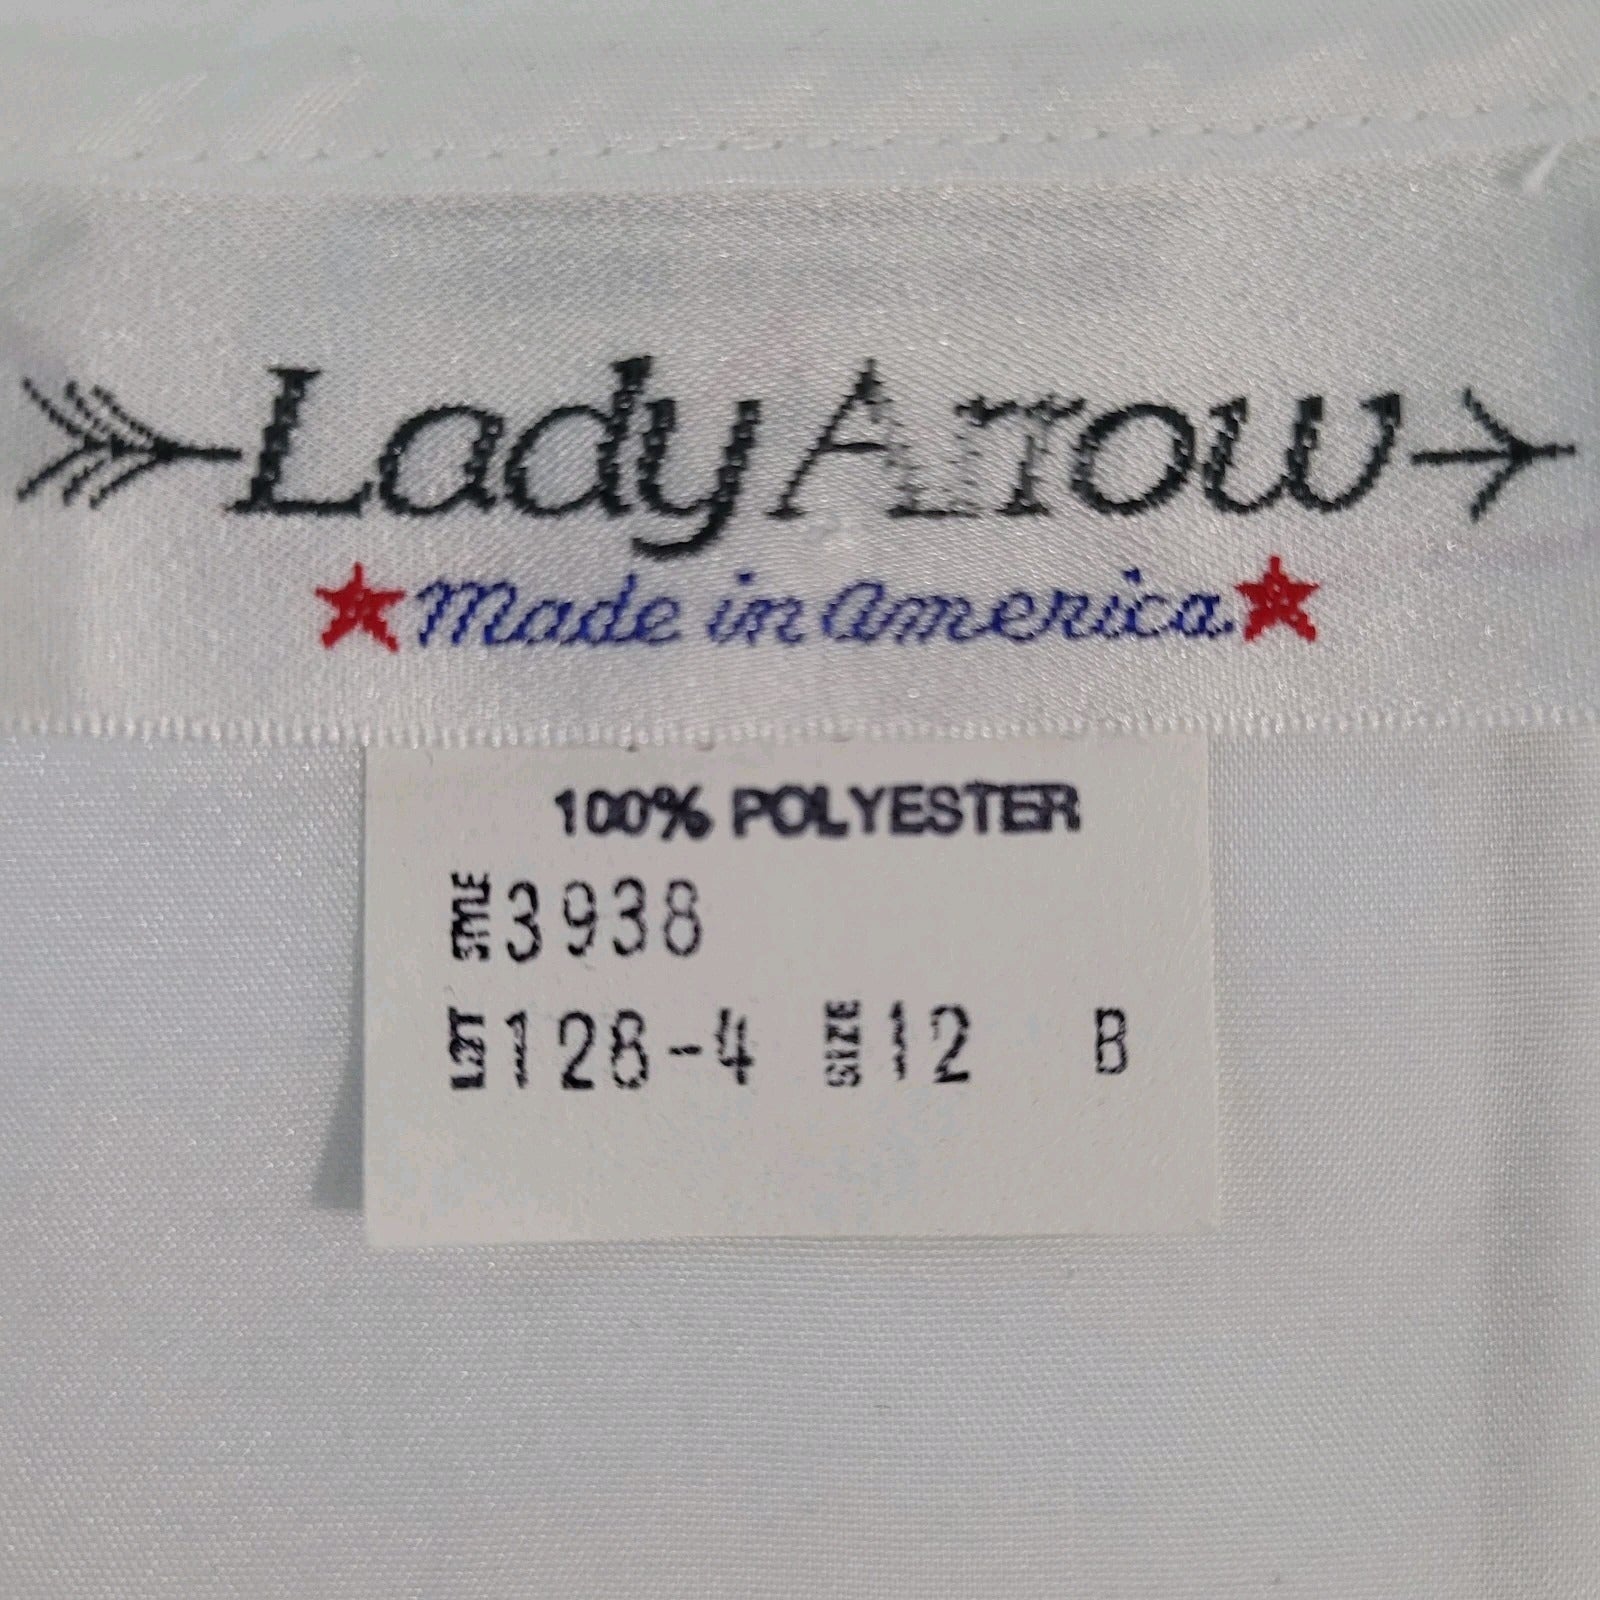 Lady Arrow
Made in America
100% POLYESTER
STYLE 3938
LOT 128-4 SIZE 12 B